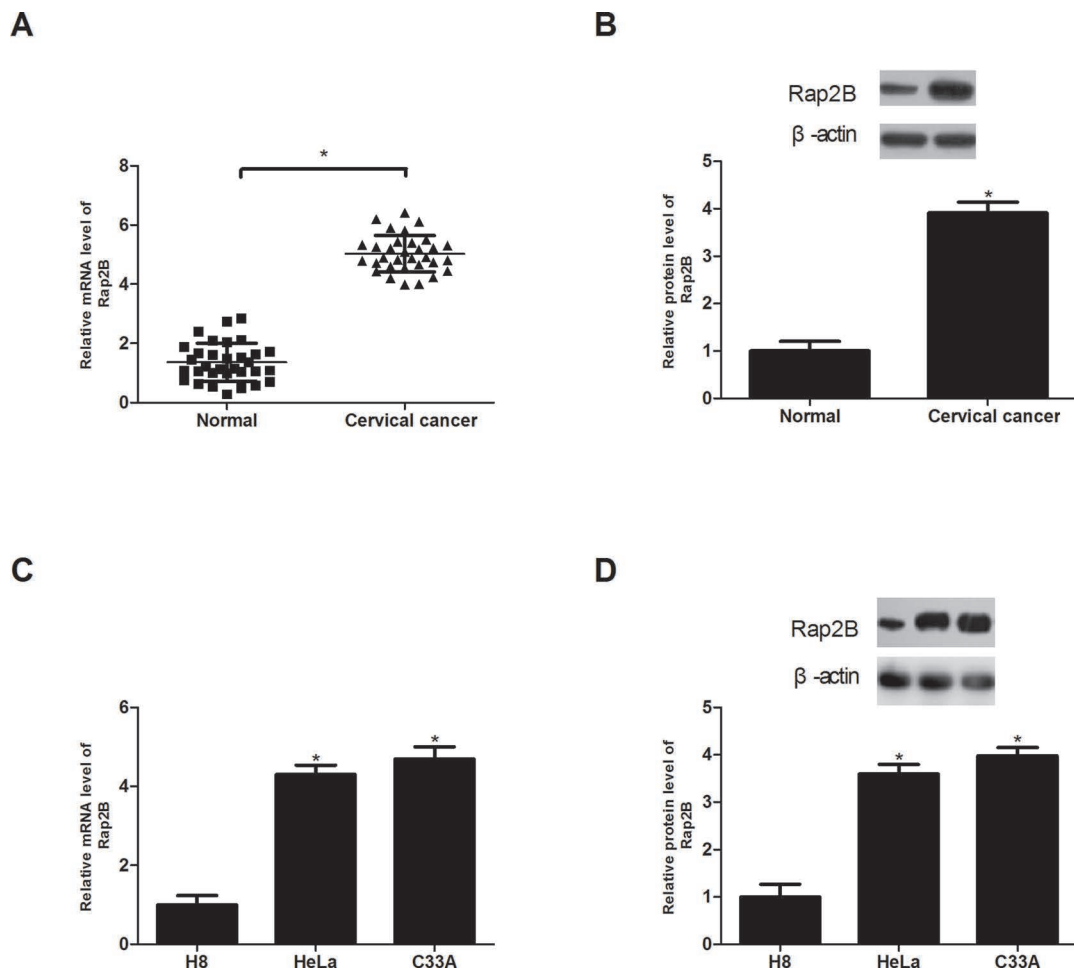 A
Relative mRNA level of
Rap2B
8
6
4
2
0
*
Normal
Cervical cancer
B
Rap2B
β -actin
Relative protein level of
Rap2B
5
4
3
2
1
0
*
Normal
Cervical cancer
C
Relative mRNA level of
Rap2B
6
4
2
0
*
*
H8
HeLa
C33A
D
Rap2B
β -actin
Relative protein level of
Rap2B
5
4
3
2
1
0
*
*
H8
HeLa
C33A